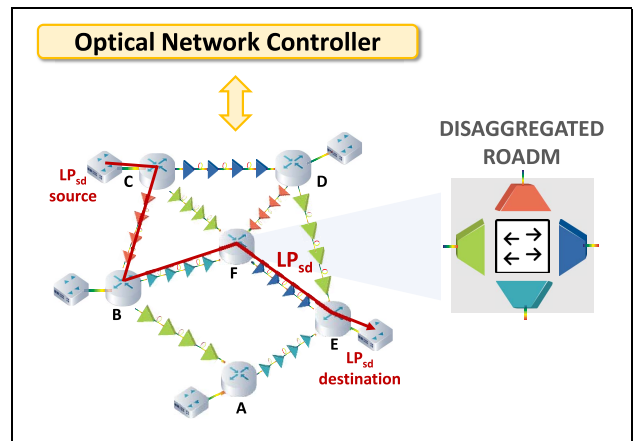 Optical Network Controller
DISAGGREGATED
ROADM
LPsd
source
C
D
F
LPsd
B
E
LPsd
destination
A